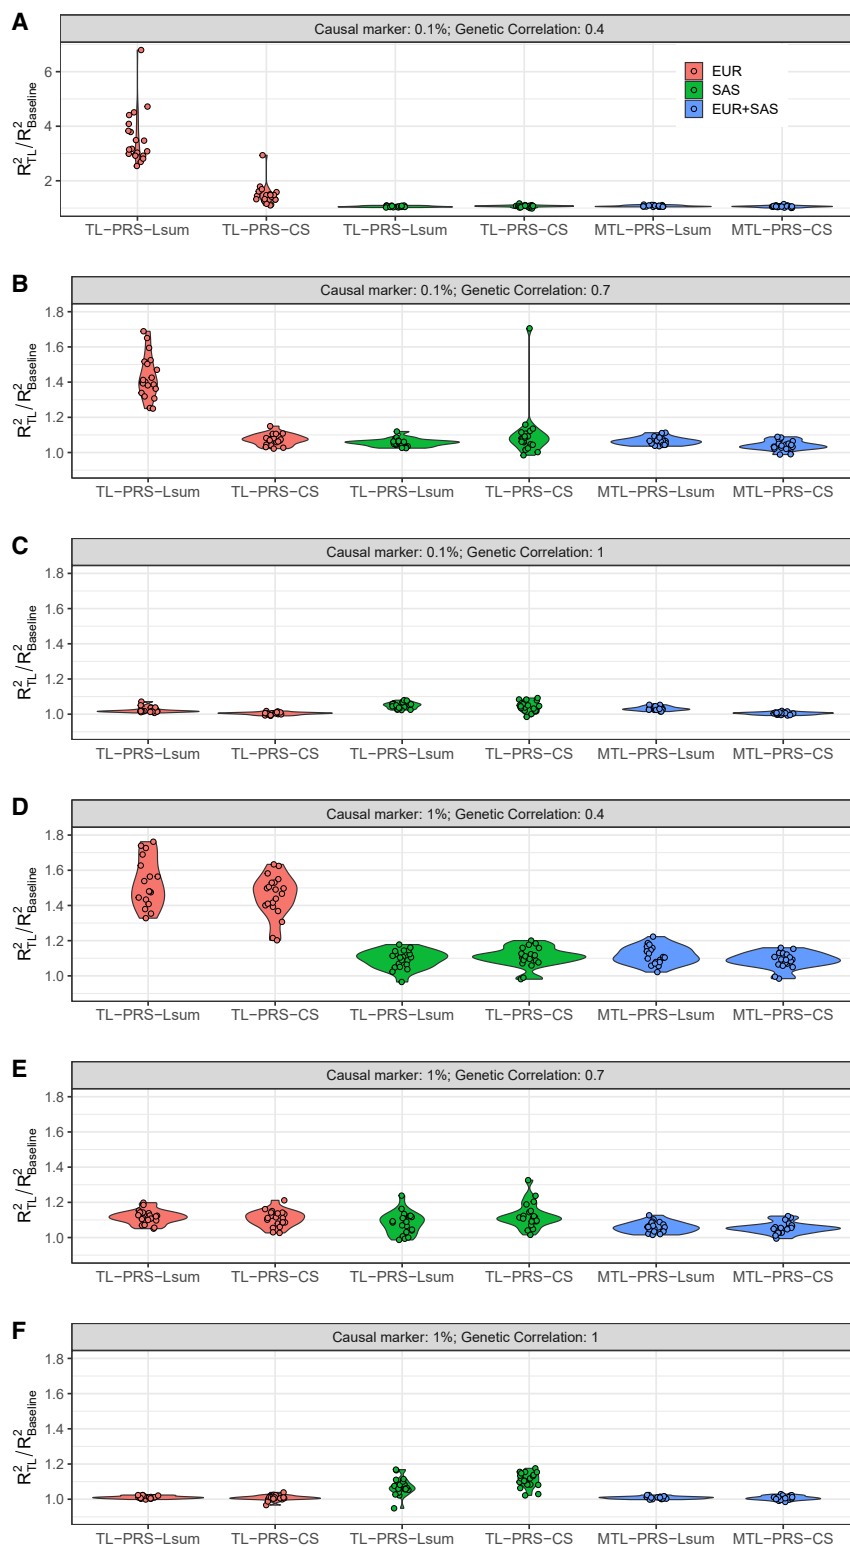 A
Causal marker: 0.1%; Genetic Correlation: 0.4
R²TL/R²Baseline
6
4
2
EUR
SAS
EUR+SAS
TL−PRS−Lsum TL−PRS−CS TL−PRS−Lsum TL−PRS−CS MTL−PRS−Lsum MTL−PRS−CS
B
Causal marker: 0.1%; Genetic Correlation: 0.7
R²TL/R²Baseline
1.8
1.6
1.4
1.2
1.0
TL−PRS−Lsum TL−PRS−CS TL−PRS−Lsum TL−PRS−CS MTL−PRS−Lsum MTL−PRS−CS
C
Causal marker: 0.1%; Genetic Correlation: 1
R²TL/R²Baseline
1.8
1.6
1.4
1.2
1.0
TL−PRS−Lsum TL−PRS−CS TL−PRS−Lsum TL−PRS−CS MTL−PRS−Lsum MTL−PRS−CS
D
Causal marker: 1%; Genetic Correlation: 0.4
R²TL/R²Baseline
1.8
1.6
1.4
1.2
1.0
TL−PRS−Lsum TL−PRS−CS TL−PRS−Lsum TL−PRS−CS MTL−PRS−Lsum MTL−PRS−CS
E
Causal marker: 1%; Genetic Correlation: 0.7
R²TL/R²Baseline
1.8
1.6
1.4
1.2
1.0
TL−PRS−Lsum TL−PRS−CS TL−PRS−Lsum TL−PRS−CS MTL−PRS−Lsum MTL−PRS−CS
F
Causal marker: 1%; Genetic Correlation: 1
R²TL/R²Baseline
1.8
1.6
1.4
1.2
1.0
TL−PRS−Lsum TL−PRS−CS TL−PRS−Lsum TL−PRS−CS MTL−PRS−Lsum MTL−PRS−CS